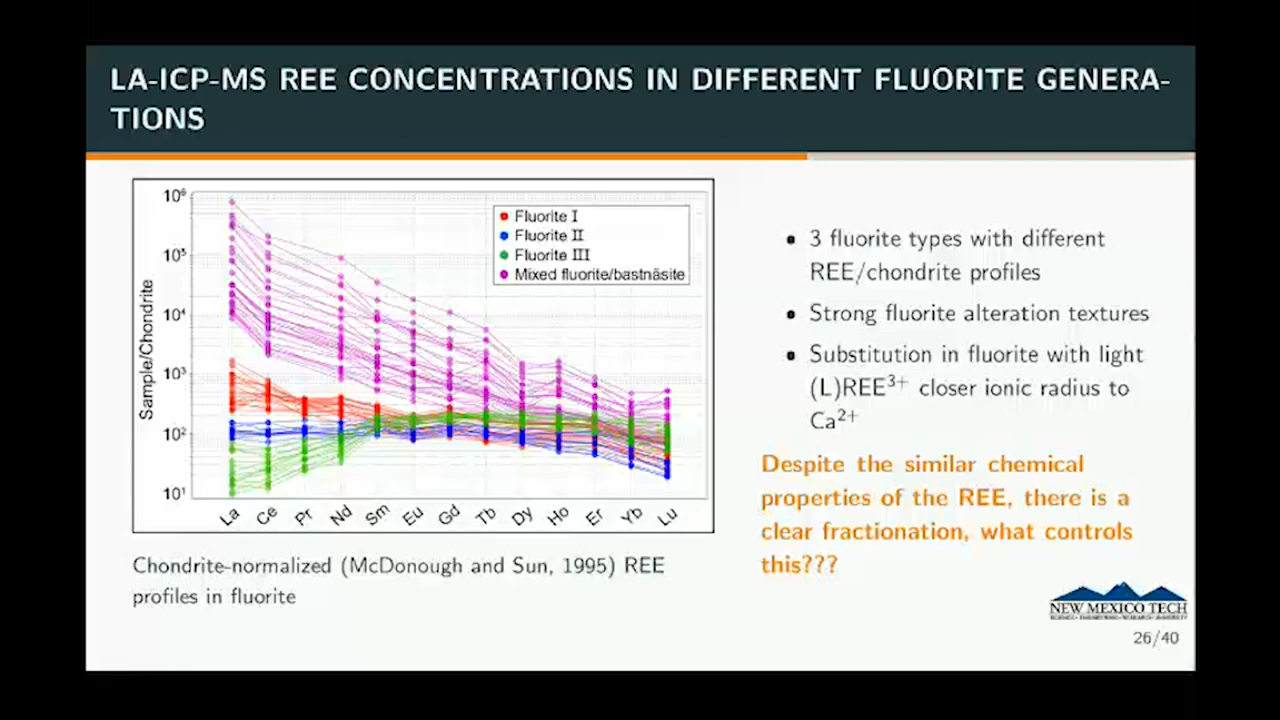 LA-ICP-MS REE CONCENTRATIONS IN DIFFERENT FLUORITE GENERA-
TIONS
10⁶
10⁵
10⁴
10³
10²
10¹
Sample/Chondrite
Fluorite I
Fluorite II
Fluorite III
Mixed fluorite/bastnäsite
La Ce Pr Nd Sm Eu Gd Tb Dy Ho Er Yb Lu
Chondrite-normalized (McDonough and Sun, 1995) REE
profiles in fluorite
• 3 fluorite types with different
REE/chondrite profiles
• Strong fluorite alteration textures
• Substitution in fluorite with light
(L)REE³⁺ closer ionic radius to
Ca²⁺
Despite the similar chemical
properties of the REE, there is a
clear fractionation, what controls
this???
NEW MEXICO TECH
26/40